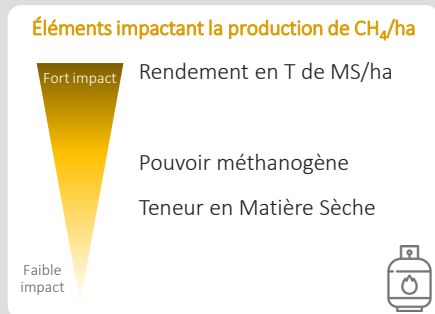 Éléments impactant la production de CH₄/ha
Fort impact
Rendement en T de MS/ha
Pouvoir méthanogène
Teneur en Matière Sèche
Faible
impact